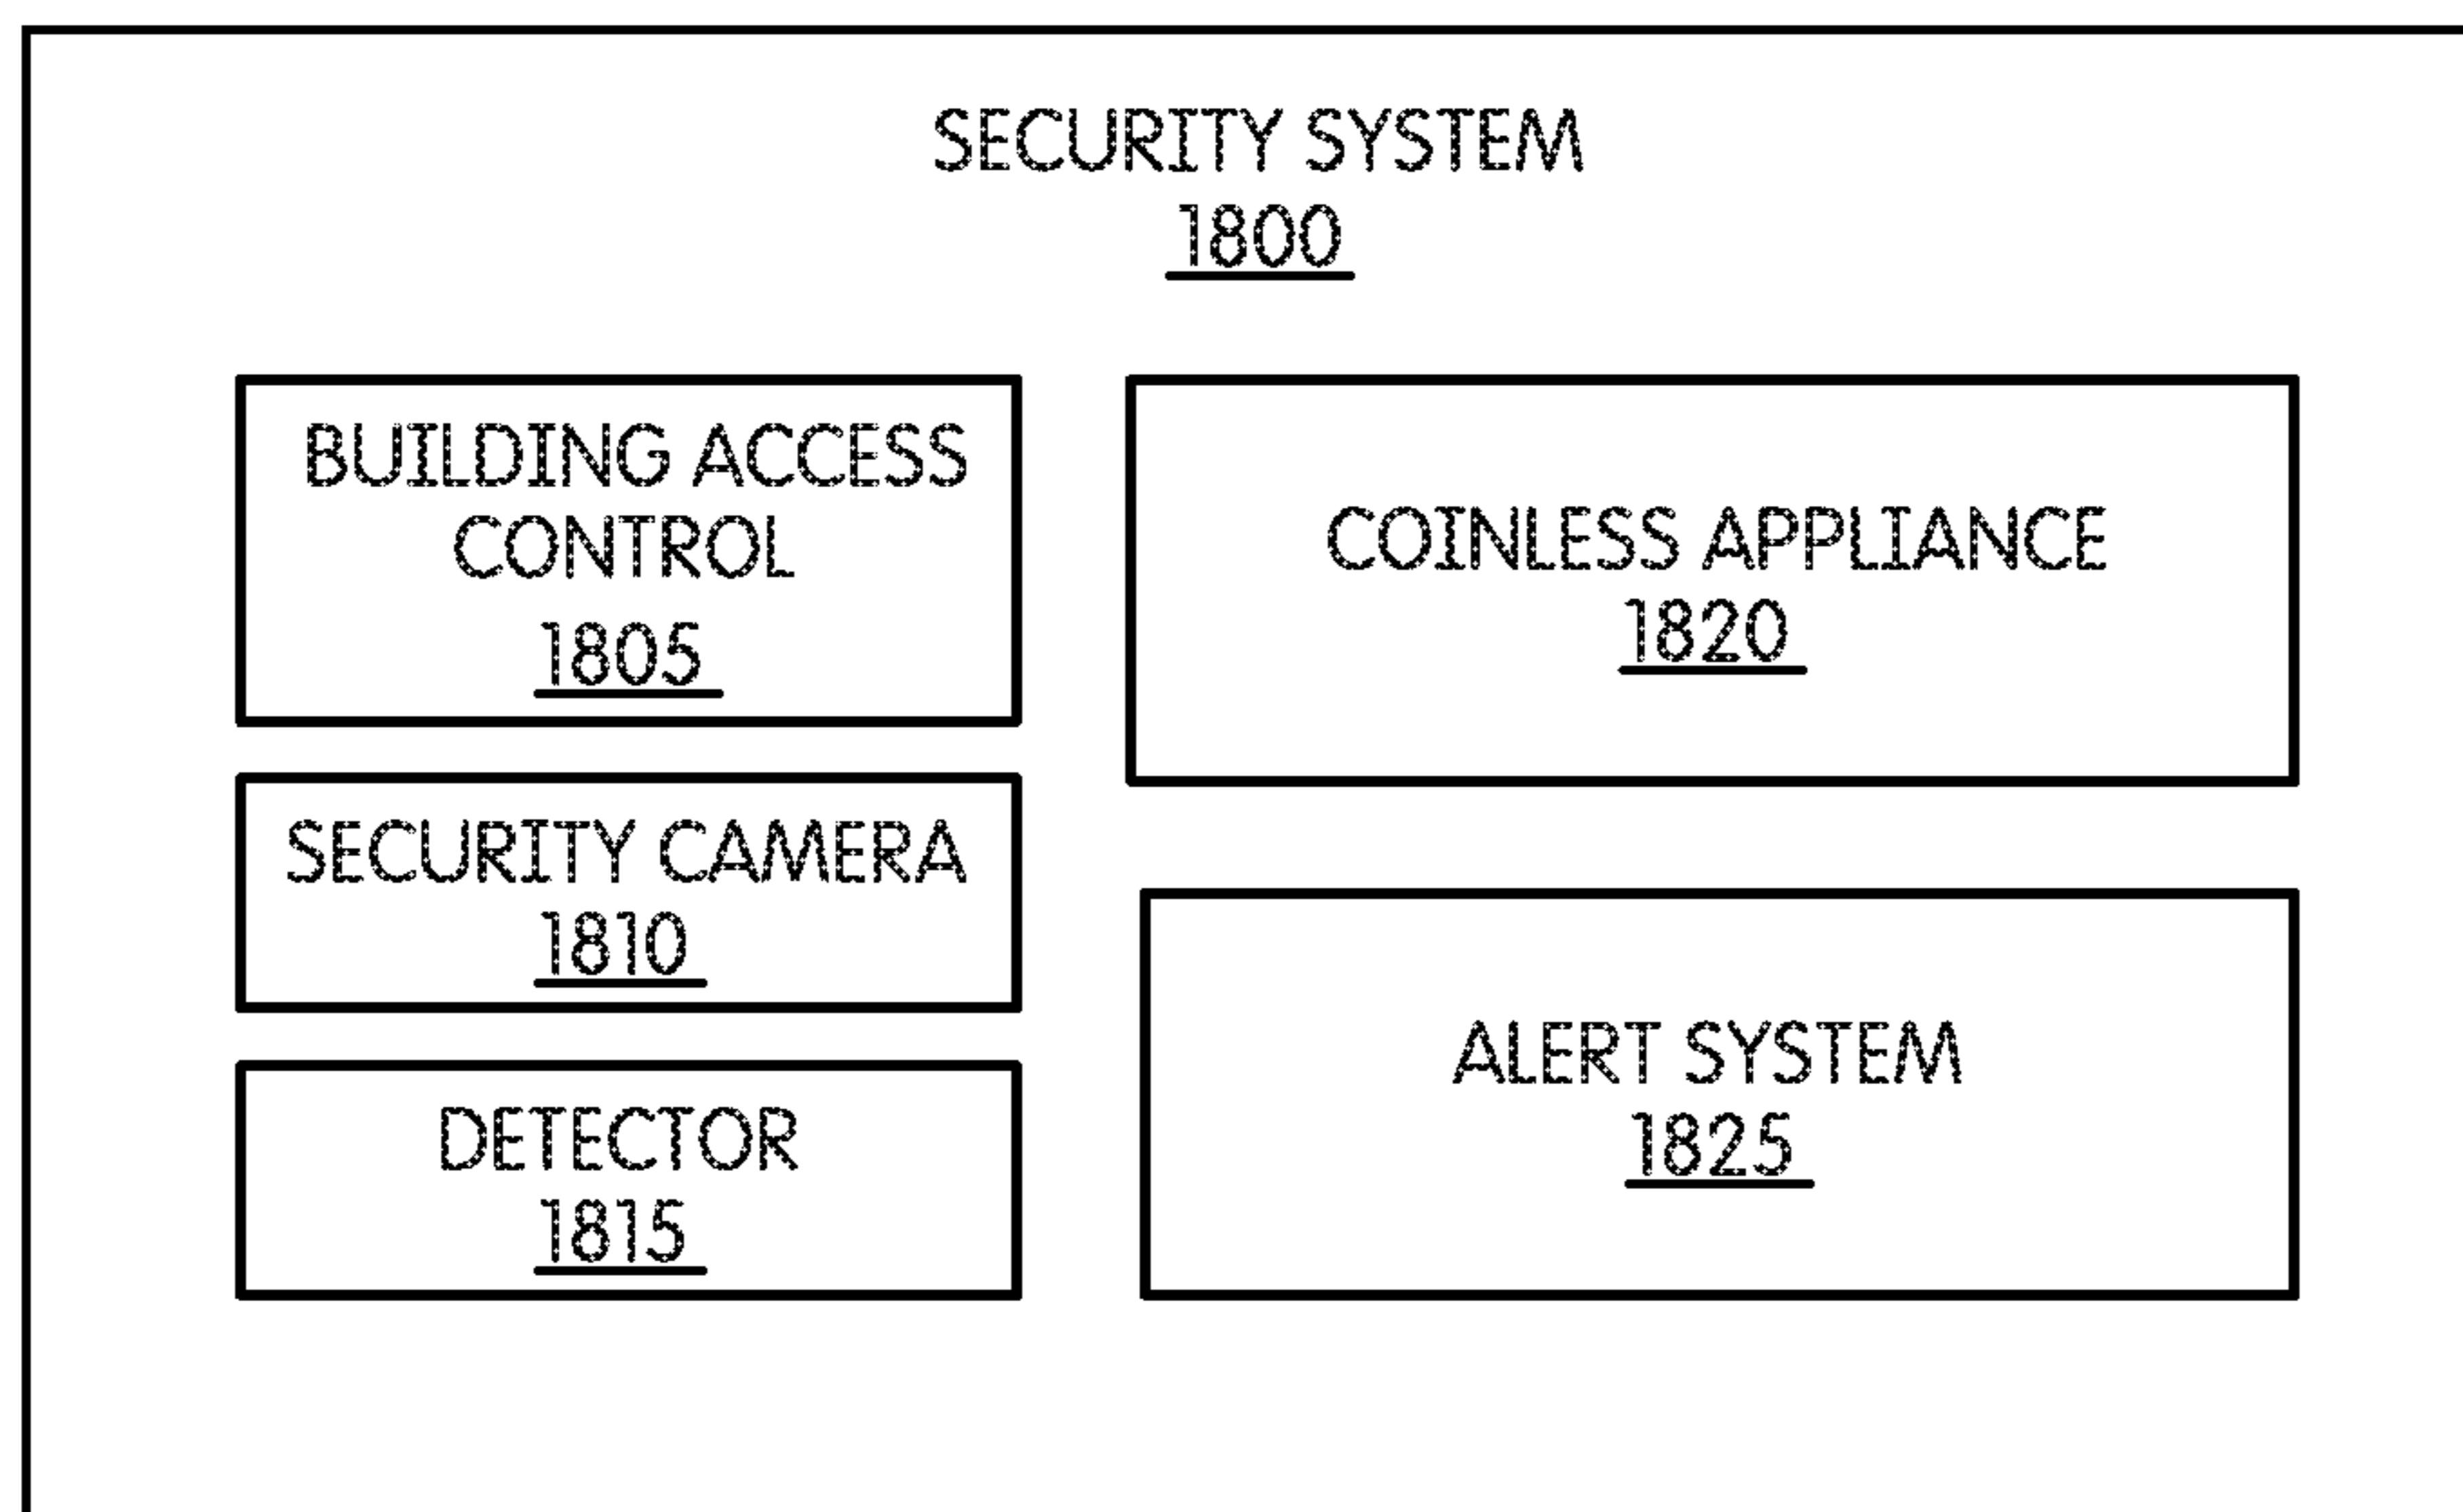 SECURITY SYSTEM
1800
BUILDING ACCESS
CONTROL
1805
SECURITY CAMERA
1810
DETECTOR
1815
COINLESS APPLIANCE
1820
ALERT SYSTEM
1825